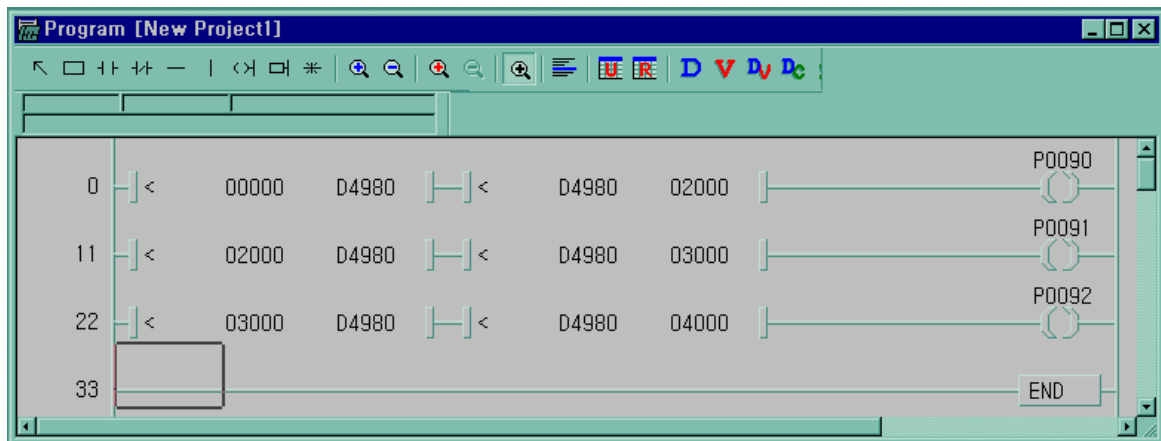 Program [New Project1]
U R D V DV DC
P0090
0 < 00000 D4980 < D4980 02000
P0091
11 < 02000 D4980 < D4980 03000
P0092
22 < 03000 D4980 < D4980 04000
33 END